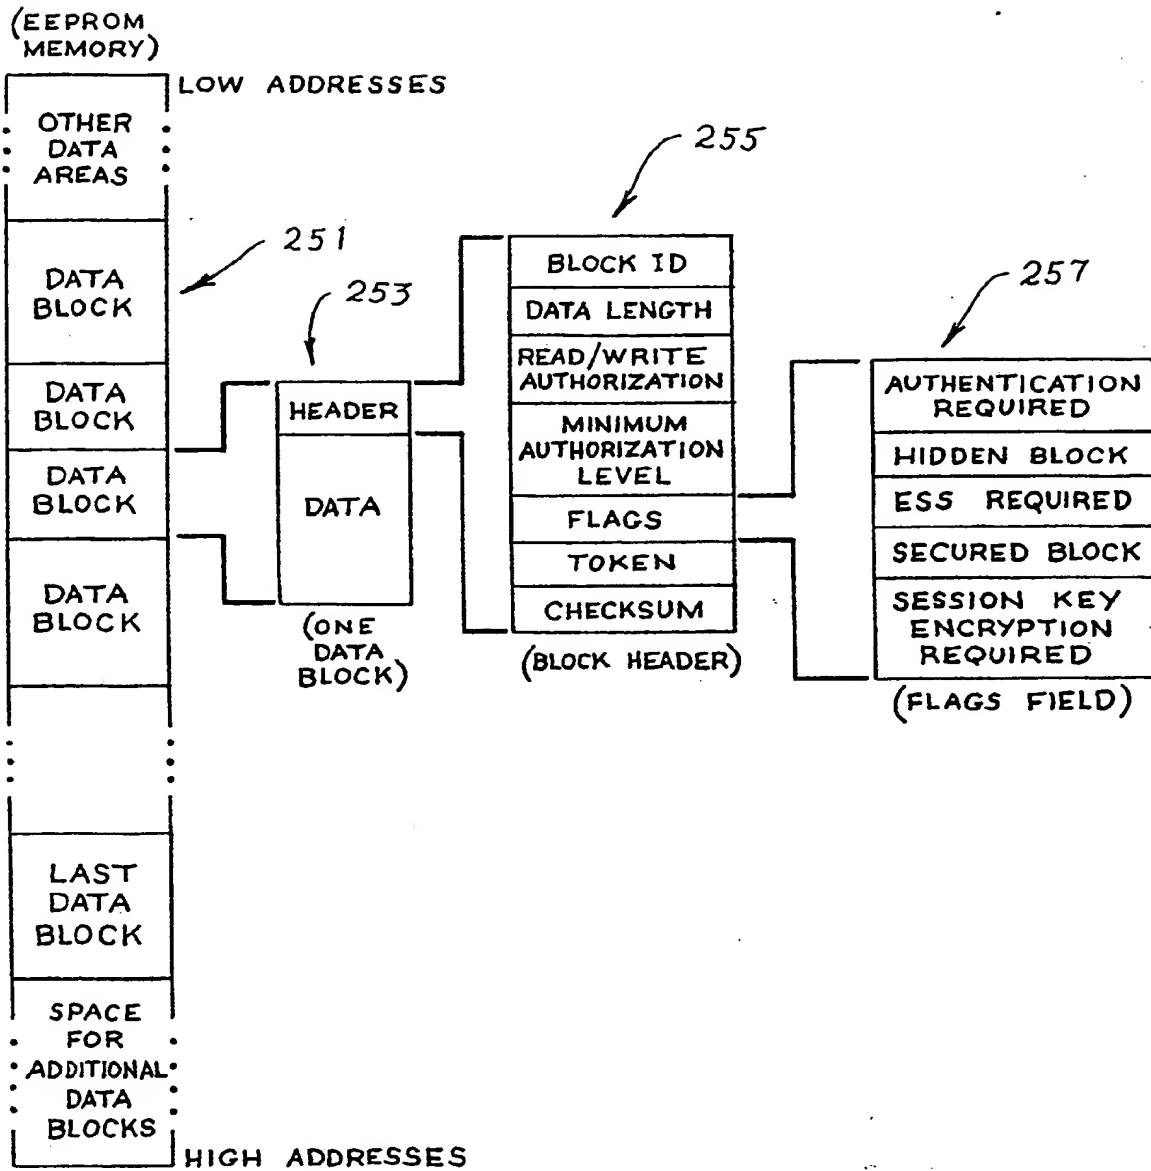 (EEPROM
MEMORY)
LOW ADDRESSES
OTHER
DATA
AREAS
DATA
BLOCK
251
DATA
BLOCK
DATA
BLOCK
DATA
BLOCK
LAST
DATA
BLOCK
SPACE
FOR
ADDITIONAL
DATA
BLOCKS
HIGH ADDRESSES
253
HEADER
DATA
(ONE
DATA
BLOCK)
255
BLOCK ID
DATA LENGTH
READ/WRITE
AUTHORIZATION
MINIMUM
AUTHORIZATION
LEVEL
FLAGS
TOKEN
CHECKSUM
(BLOCK HEADER)
257
AUTHENTICATION
REQUIRED
HIDDEN BLOCK
ESS REQUIRED
SECURED BLOCK
SESSION KEY
ENCRYPTION
REQUIRED
(FLAGS FIELD)